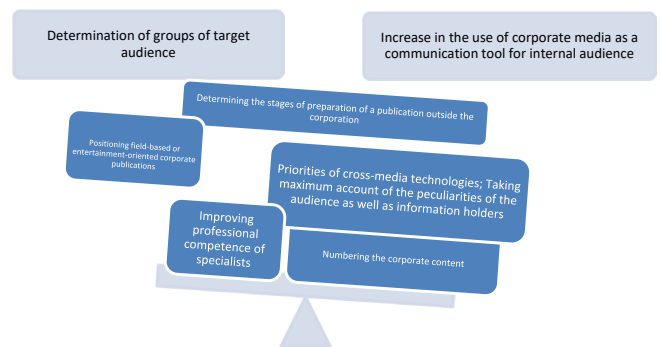 Determination of groups of target
audience
Increase in the use of corporate media as a
communication tool for internal audience
Determining the stages of preparation of a publication outside the
corporation
Positioning field-based or
entertainment-oriented corporate
publications
Priorities of cross-media technologies; Taking
maximum account of the peculiarities of the
audience as well as information holders
Improving
professional
competence of
specialists
Numbering the corporate content